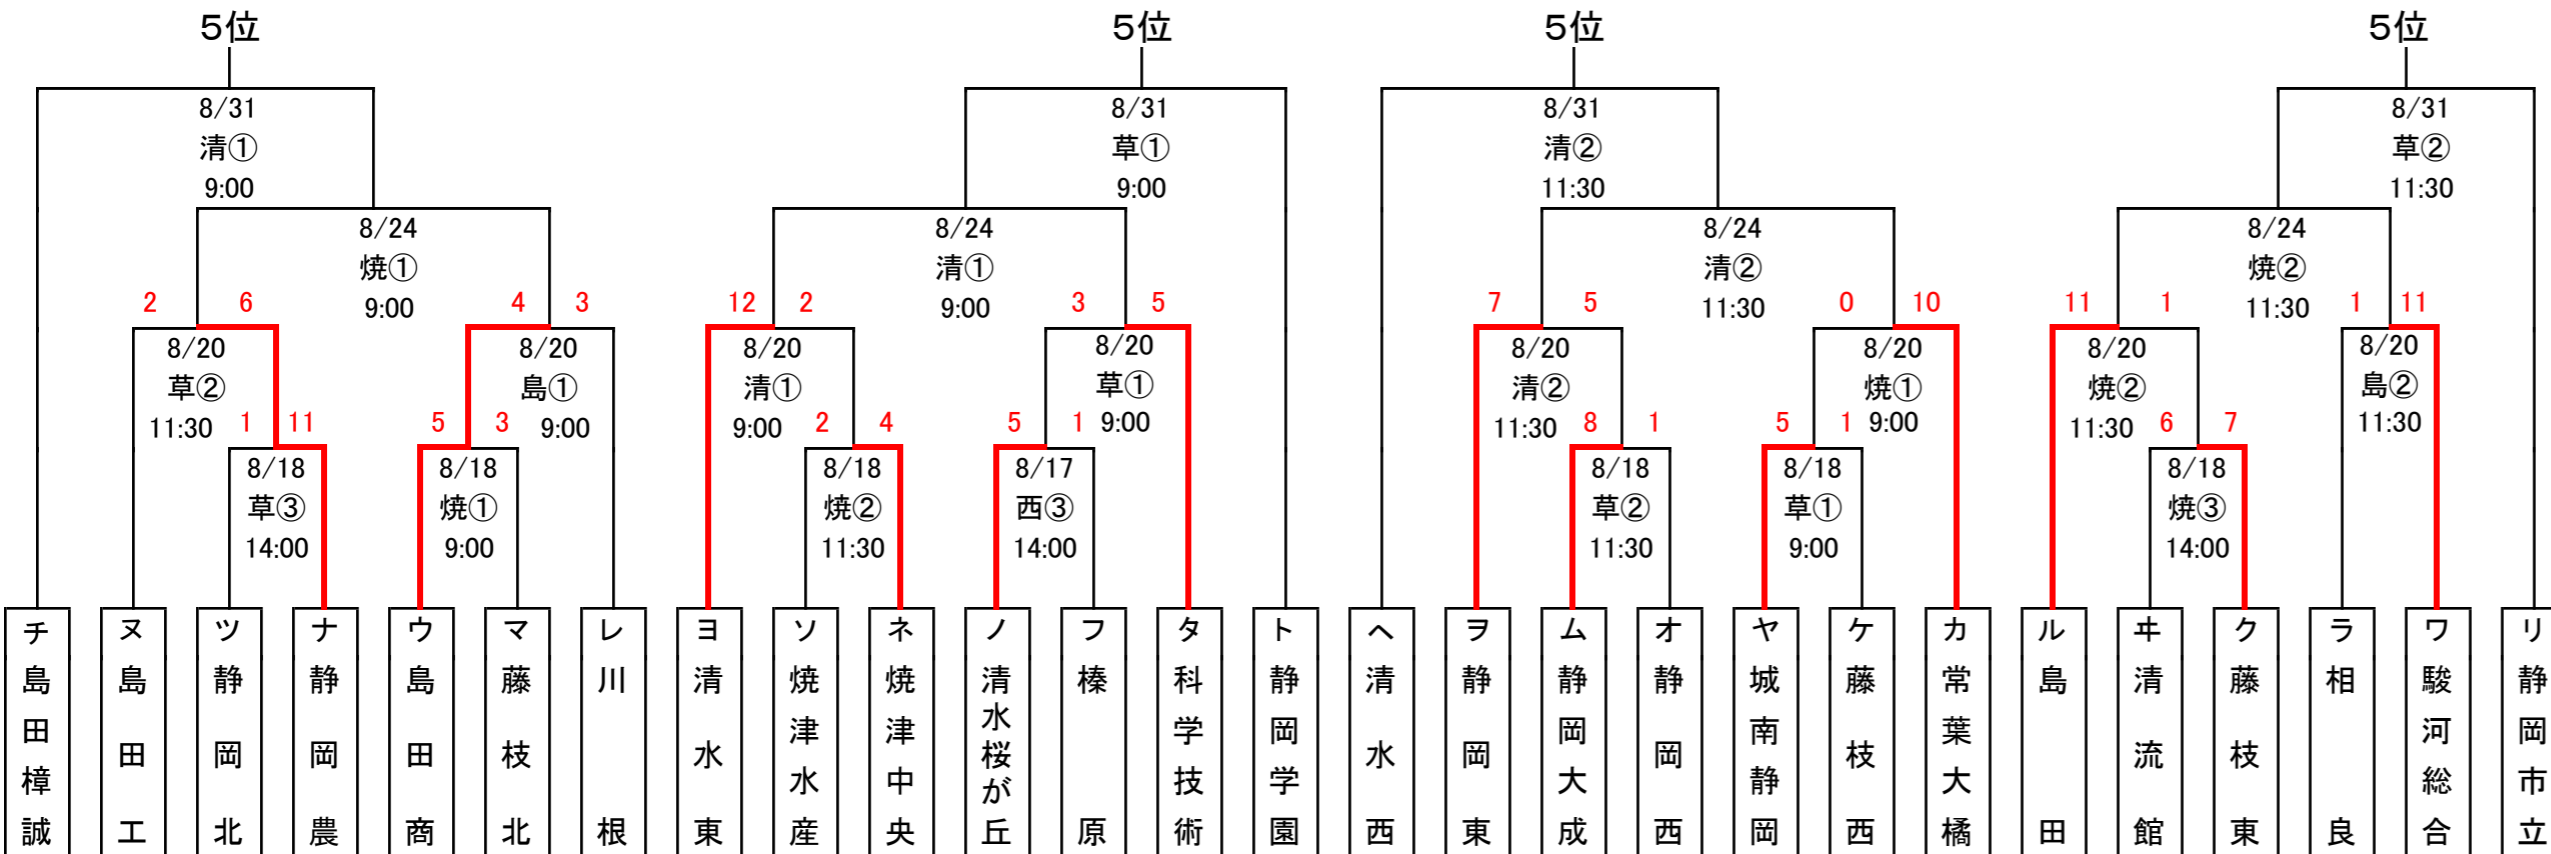 5位 5位 5位 5位
8/31 8/31 8/31 8/31
清① 草① 清② 草②
9:00 9:00 11:30 11:30
8/24 8/24 8/24 8/24
焼① 清① 清② 焼②
9:00 9:00 11:30 11:30
2 6 4 3 12 2 3 5 7 5 0 10 11 1 1 11
8/20 8/20 8/20 8/20 8/20 8/20 8/20 8/20
草② 島① 清① 草① 清② 焼① 焼② 島②
11:30 9:00 9:00 9:00 11:30 9:00 11:30 11:30
1 11 5 3 2 4 5 1 8 1 5 1 6 7
8/18 8/18 8/18 8/17 8/18 8/18 8/18
草③ 焼① 焼② 西③ 草② 草① 焼③
14:00 9:00 11:30 14:00 11:30 9:00 14:00
チ島田樟誠
ヌ島田工
ツ静岡北
ナ静岡農
ウ島田商
マ藤枝北
レ川根
ヨ清水東
ソ焼津水産
ネ焼津中央
ノ清水桜が丘
フ榛原
タ科学技術
ト静岡学園
ヘ清水西
ヲ静岡東
ム静岡大成
オ静岡西
ヤ城南静岡
ケ藤枝西
カ常葉大橘
ル島田
ヰ清流館
ク藤枝東
ラ相良
ワ駿河総合
リ静岡市立